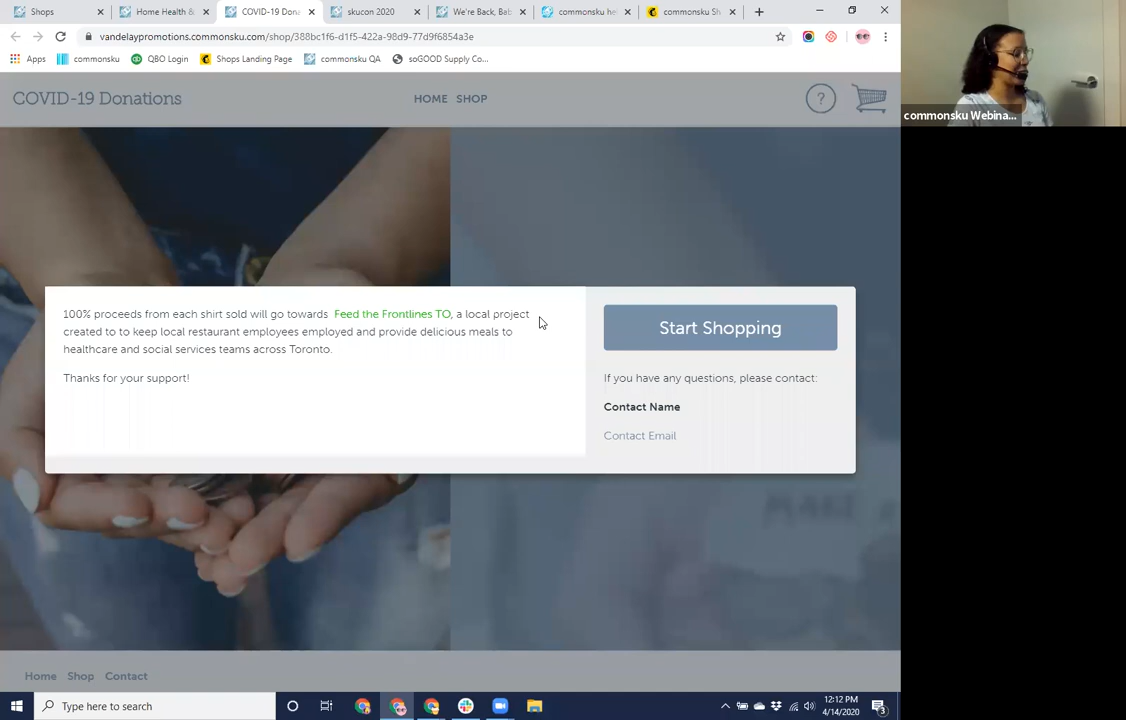 Shops
Home Health &
COVID-19 Dona
skucon 2020
We're Back, Bab
commonsku he
commonsku Sh
vandelaypromotions.commonsku.com/shop/388bc1f6-d1f5-422a-98d9-77d9f6854a3e
Apps
commonsku
QBO Login
Shops Landing Page
commonsku QA
soGOOD Supply Co...
COVID-19 Donations
HOME SHOP
?
commonsku Webina...
100% proceeds from each shirt sold will go towards Feed the Frontlines TO, a local project
created to to keep local restaurant employees employed and provide delicious meals to
healthcare and social services teams across Toronto.
Thanks for your support!
Start Shopping
If you have any questions, please contact:
Contact Name
Contact Email
MAKE
Home Shop Contact
Type here to search
12:12 PM
4/14/2020
3